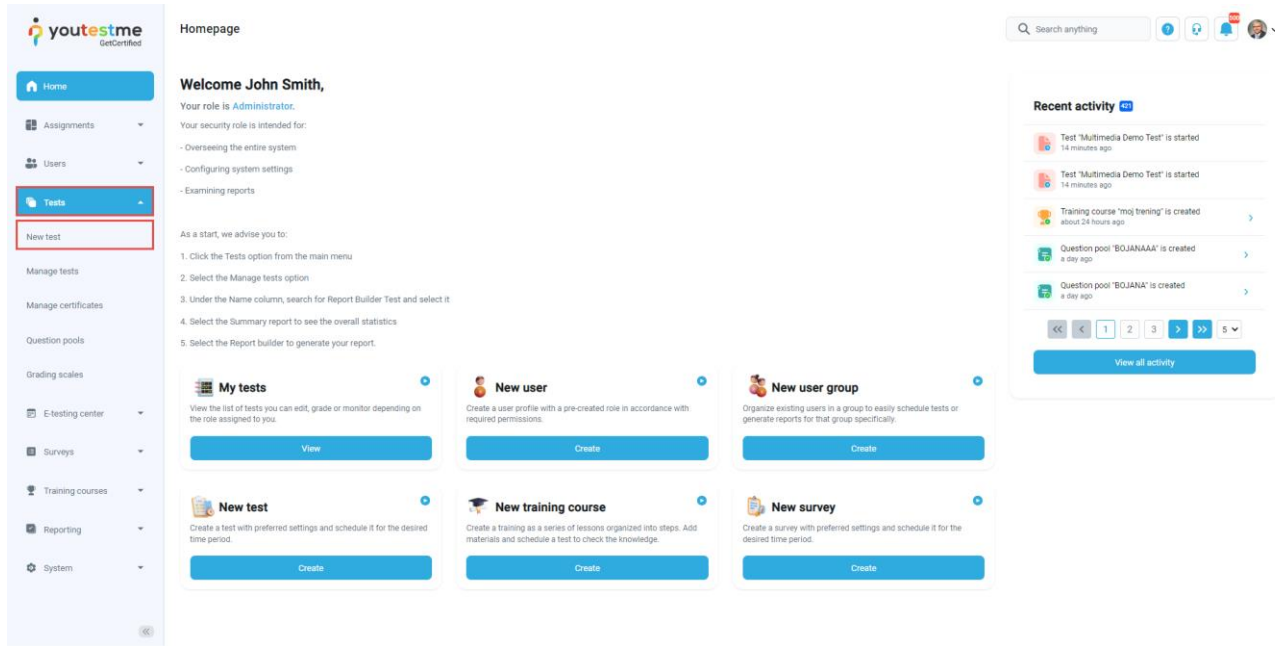 youtestme
GetCertified
Homepage
Search anything
500
Home
Assignments
Users
Tests
New test
Manage tests
Manage certificates
Question pools
Grading scales
E-testing center
Surveys
Training courses
Reporting
System
Welcome John Smith,
Your role is Administrator.
Your security role is intended for:
- Overseeing the entire system
- Configuring system settings
- Examining reports
As a start, we advise you to:
1. Click the Tests option from the main menu
2. Select the Manage tests option
3. Under the Name column, search for Report Builder Test and select it
4. Select the Summary report to see the overall statistics
5. Select the Report builder to generate your report.
My tests
View the list of tests you can edit, grade or monitor depending on
the role assigned to you.
View
New user
Create a user profile with a pre-created role in accordance with
required permissions.
Create
New user group
Organize existing users in a group to easily schedule tests or
generate reports for that group specifically.
Create
New test
Create a test with preferred settings and schedule it for the desired
time period.
Create
New training course
Create a training as a series of lessons organized into steps. Add
materials and schedule a test to check the knowledge.
Create
New survey
Create a survey with preferred settings and schedule it for the
desired time period.
Create
Recent activity 421
Test "Multimedia Demo Test" is started
14 minutes ago
Test "Multimedia Demo Test" is started
14 minutes ago
Training course "moj trening" is created
about 24 hours ago
Question pool "BOJANAAA" is created
a day ago
Question pool "BOJANA" is created
a day ago
1 2 3 5
View all activity